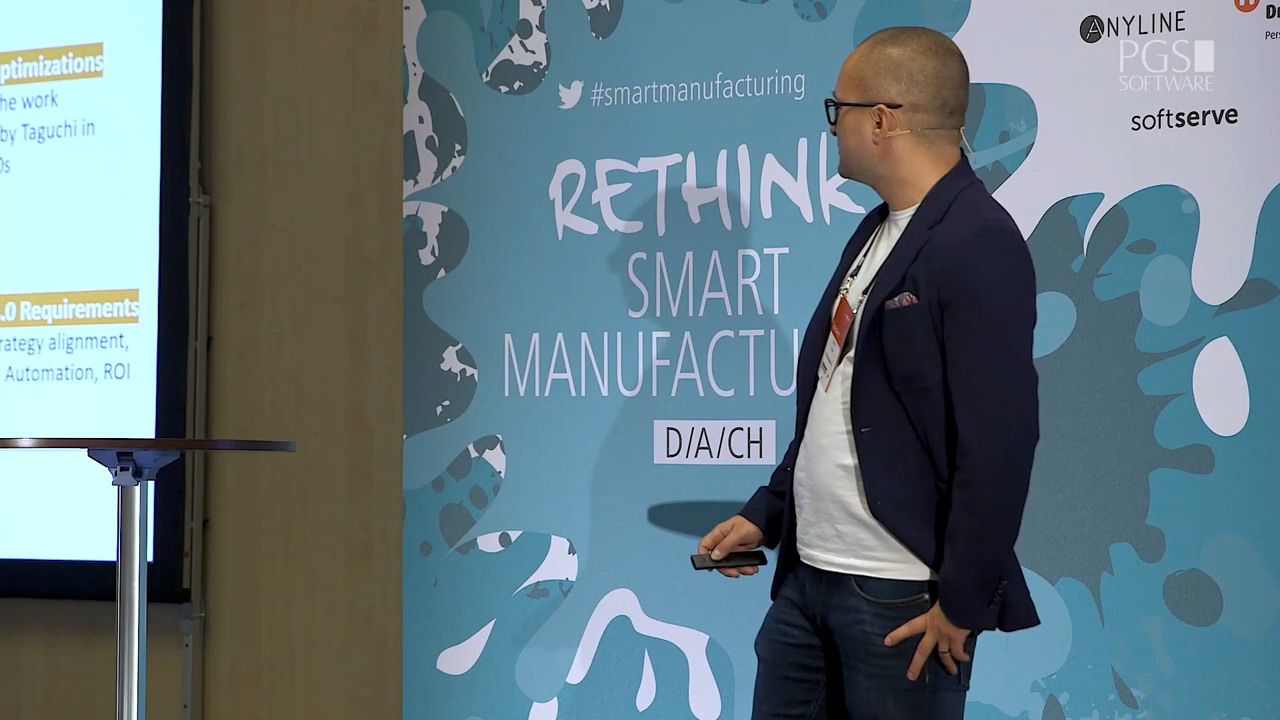 ptimizations
he work
by Taguchi in
0s
.0 Requirements
rategy alignment,
Automation, ROI
#smartmanufacturing
RETHINK
SMART
MANUFACTU
D/A/CH
ANYLINE
PGS
SOFTWARE
softserve